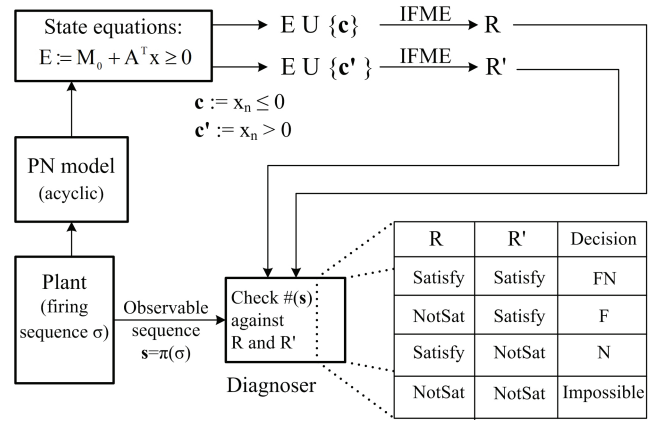 State equations:
E := M₀ + Aᵀx ≥ 0
E U {c} IFME R
E U {c' } IFME R'
c := xₙ ≤ 0
c' := xₙ > 0
PN model
(acyclic)
Plant
(firing
sequence σ)
Observable
sequence
s=π(σ)
Check #(s)
against
R and R'
Diagnoser
R R' Decision
Satisfy Satisfy FN
NotSat Satisfy F
Satisfy NotSat N
NotSat NotSat Impossible